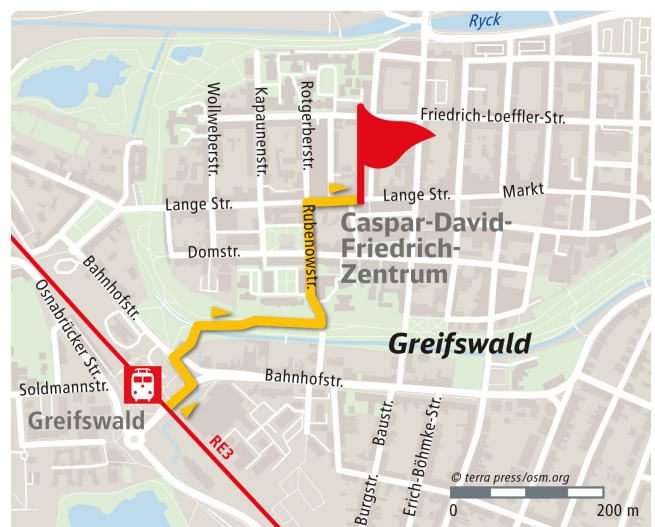 Ryck
Wollweberstr.
Kapaunenstr.
Rotgerberstr.
Friedrich-Loeffler-Str.
Lange Str.
Lange Str.
Markt
Rubenowstr.
Caspar-David-
Friedrich-
Zentrum
Domstr.
Bahnhofstr.
Osnabrücker Str.
Greifswald
Soldmannstr.
Bahnhofstr.
Greifswald
RE3
Baustr.
Burgstr.
Erich-Böhmke-Str.
© terra press/osm.org
0
200 m